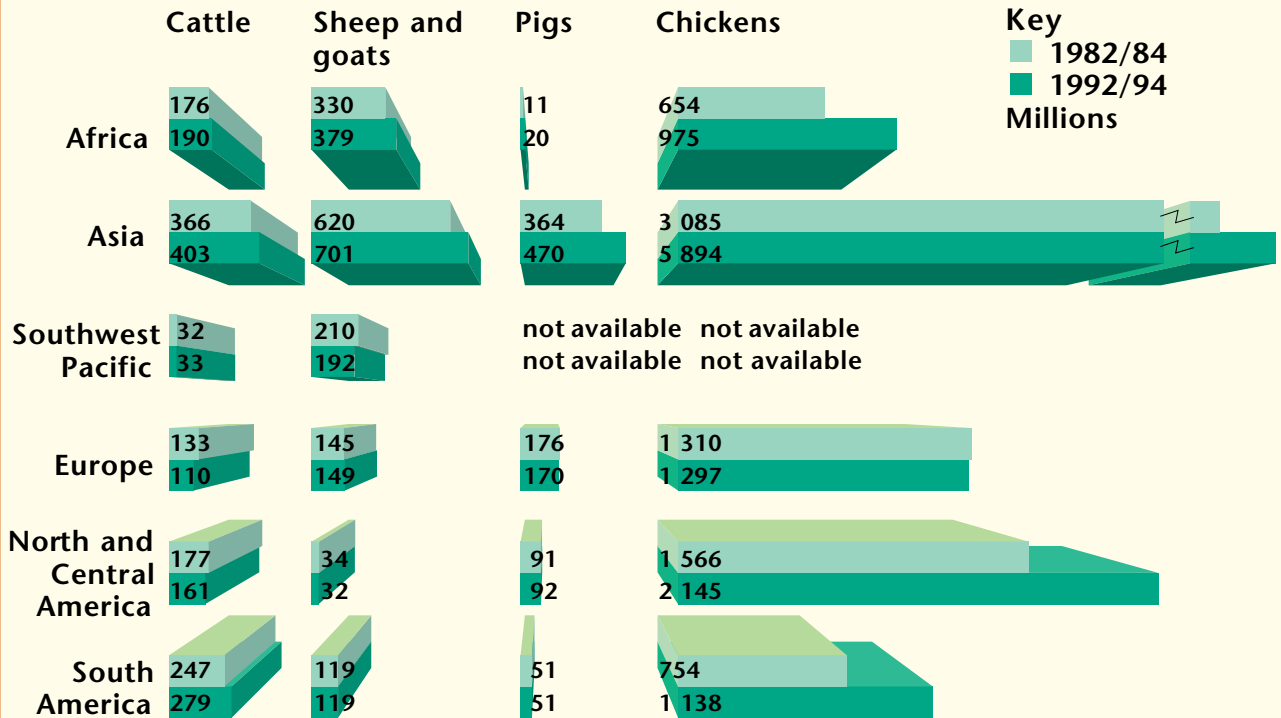 Cattle Sheep and goats Pigs Chickens
Key
1982/84
1992/94
Millions
Africa
176 330 11 654
190 379 20 975
Asia
366 620 364 3 085
403 701 470 5 894
Southwest Pacific
32 210 not available not available
33 192 not available not available
Europe
133 145 176 1 310
110 149 170 1 297
North and Central America
177 34 91 1 566
161 32 92 2 145
South America
247 119 51 754
279 119 51 1 138